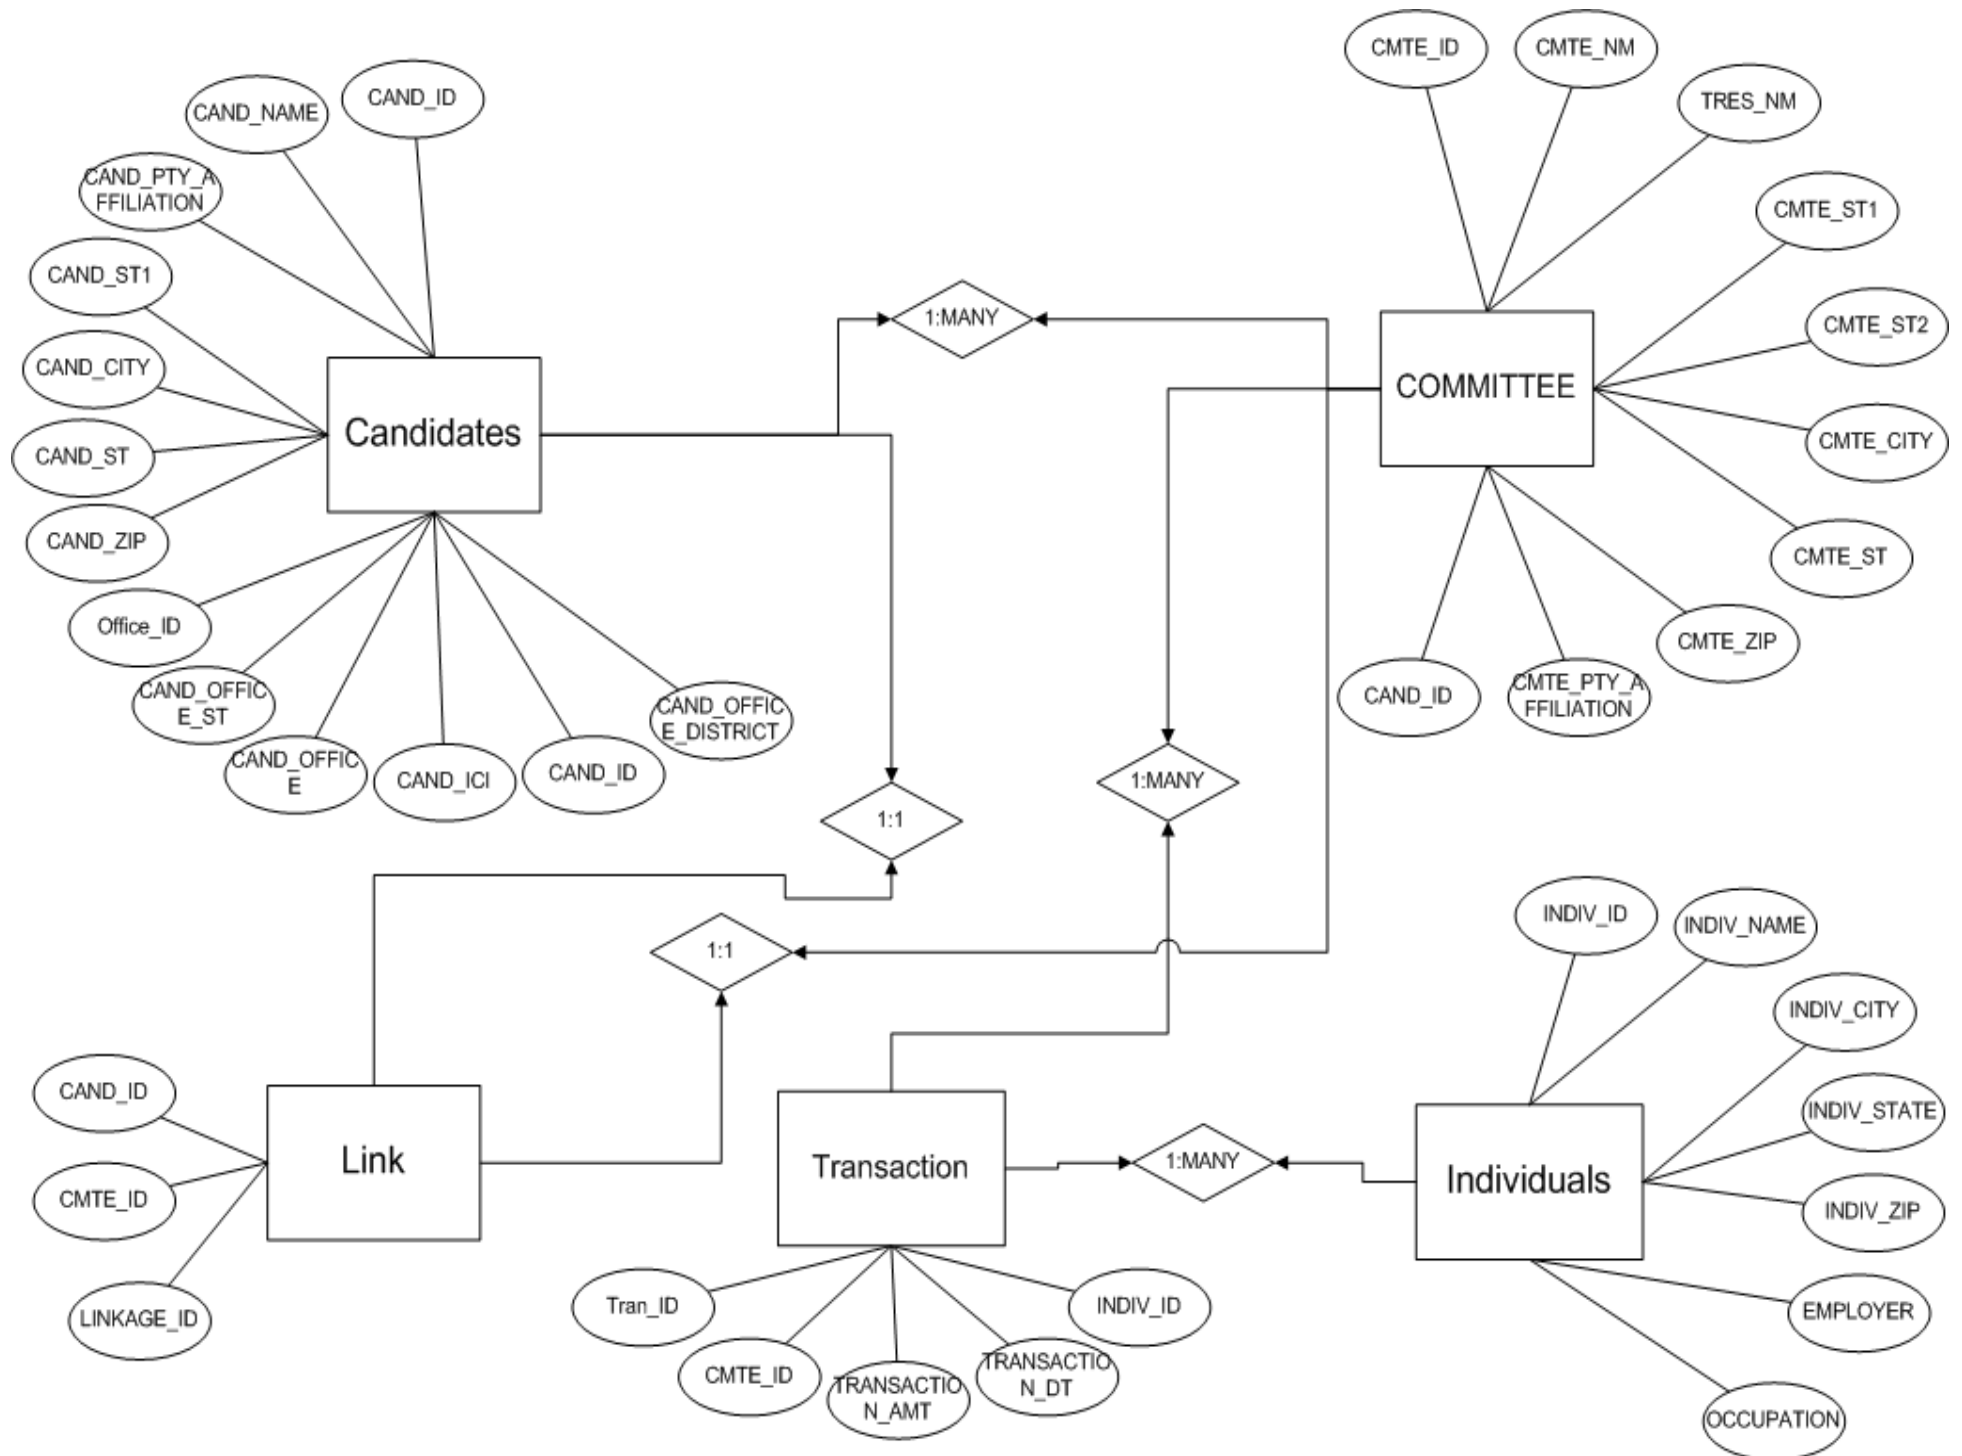 CMTE_ID
CMTE_NM
CAND_ID
CAND_NAME
TRES_NM
CAND_PTY_A
FFILIATION
CMTE_ST1
CAND_ST1
1:MANY
CMTE_ST2
CAND_CITY
COMMITTEE
Candidates
CMTE_CITY
CAND_ST
CAND_ZIP
CMTE_ST
Office_ID
CMTE_ZIP
CAND_OFFIC
E_ST
CAND_OFFIC
E_DISTRICT
CAND_ID
CMTE_PTY_A
FFILIATION
CAND_OFFIC
E
CAND_ICI
CAND_ID
1:MANY
1:1
INDIV_ID
INDIV_NAME
1:1
INDIV_CITY
CAND_ID
INDIV_STATE
Link
Transaction
1:MANY
Individuals
CMTE_ID
INDIV_ZIP
LINKAGE_ID
Tran_ID
INDIV_ID
EMPLOYER
CMTE_ID
TRANSACTIO
N_AMT
TRANSACTIO
N_DT
OCCUPATION